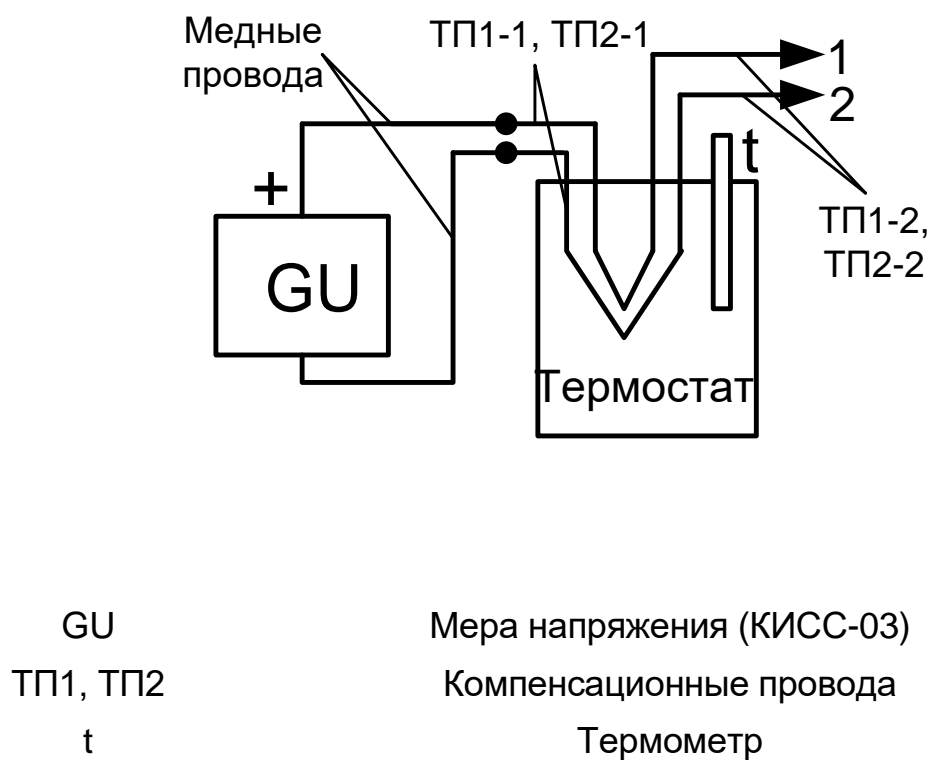 Медные
провода
ТП1-1, ТП2-1
1
2
t
+
ТП1-2,
ТП2-2
GU
Термостат
GU Мера напряжения (КИСС-03)
ТП1, ТП2 Компенсационные провода
t Термометр